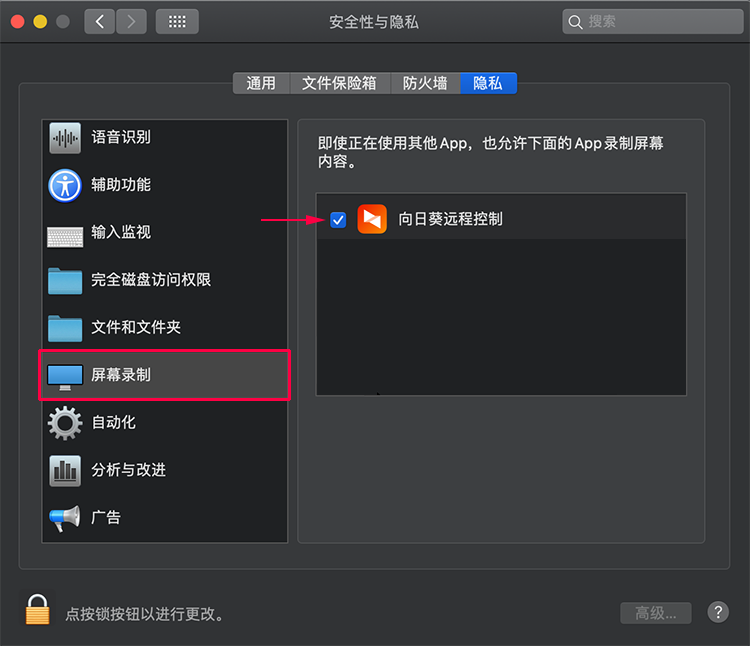 安全性与隐私
搜索
通用 文件保险箱 防火墙 隐私
语音识别
辅助功能
输入监视
完全磁盘访问权限
文件和文件夹
屏幕录制
自动化
分析与改进
广告
即使正在使用其他 App，也允许下面的 App 录制屏幕
内容。
向日葵远程控制
点按锁按钮以进行更改。
高级...
?